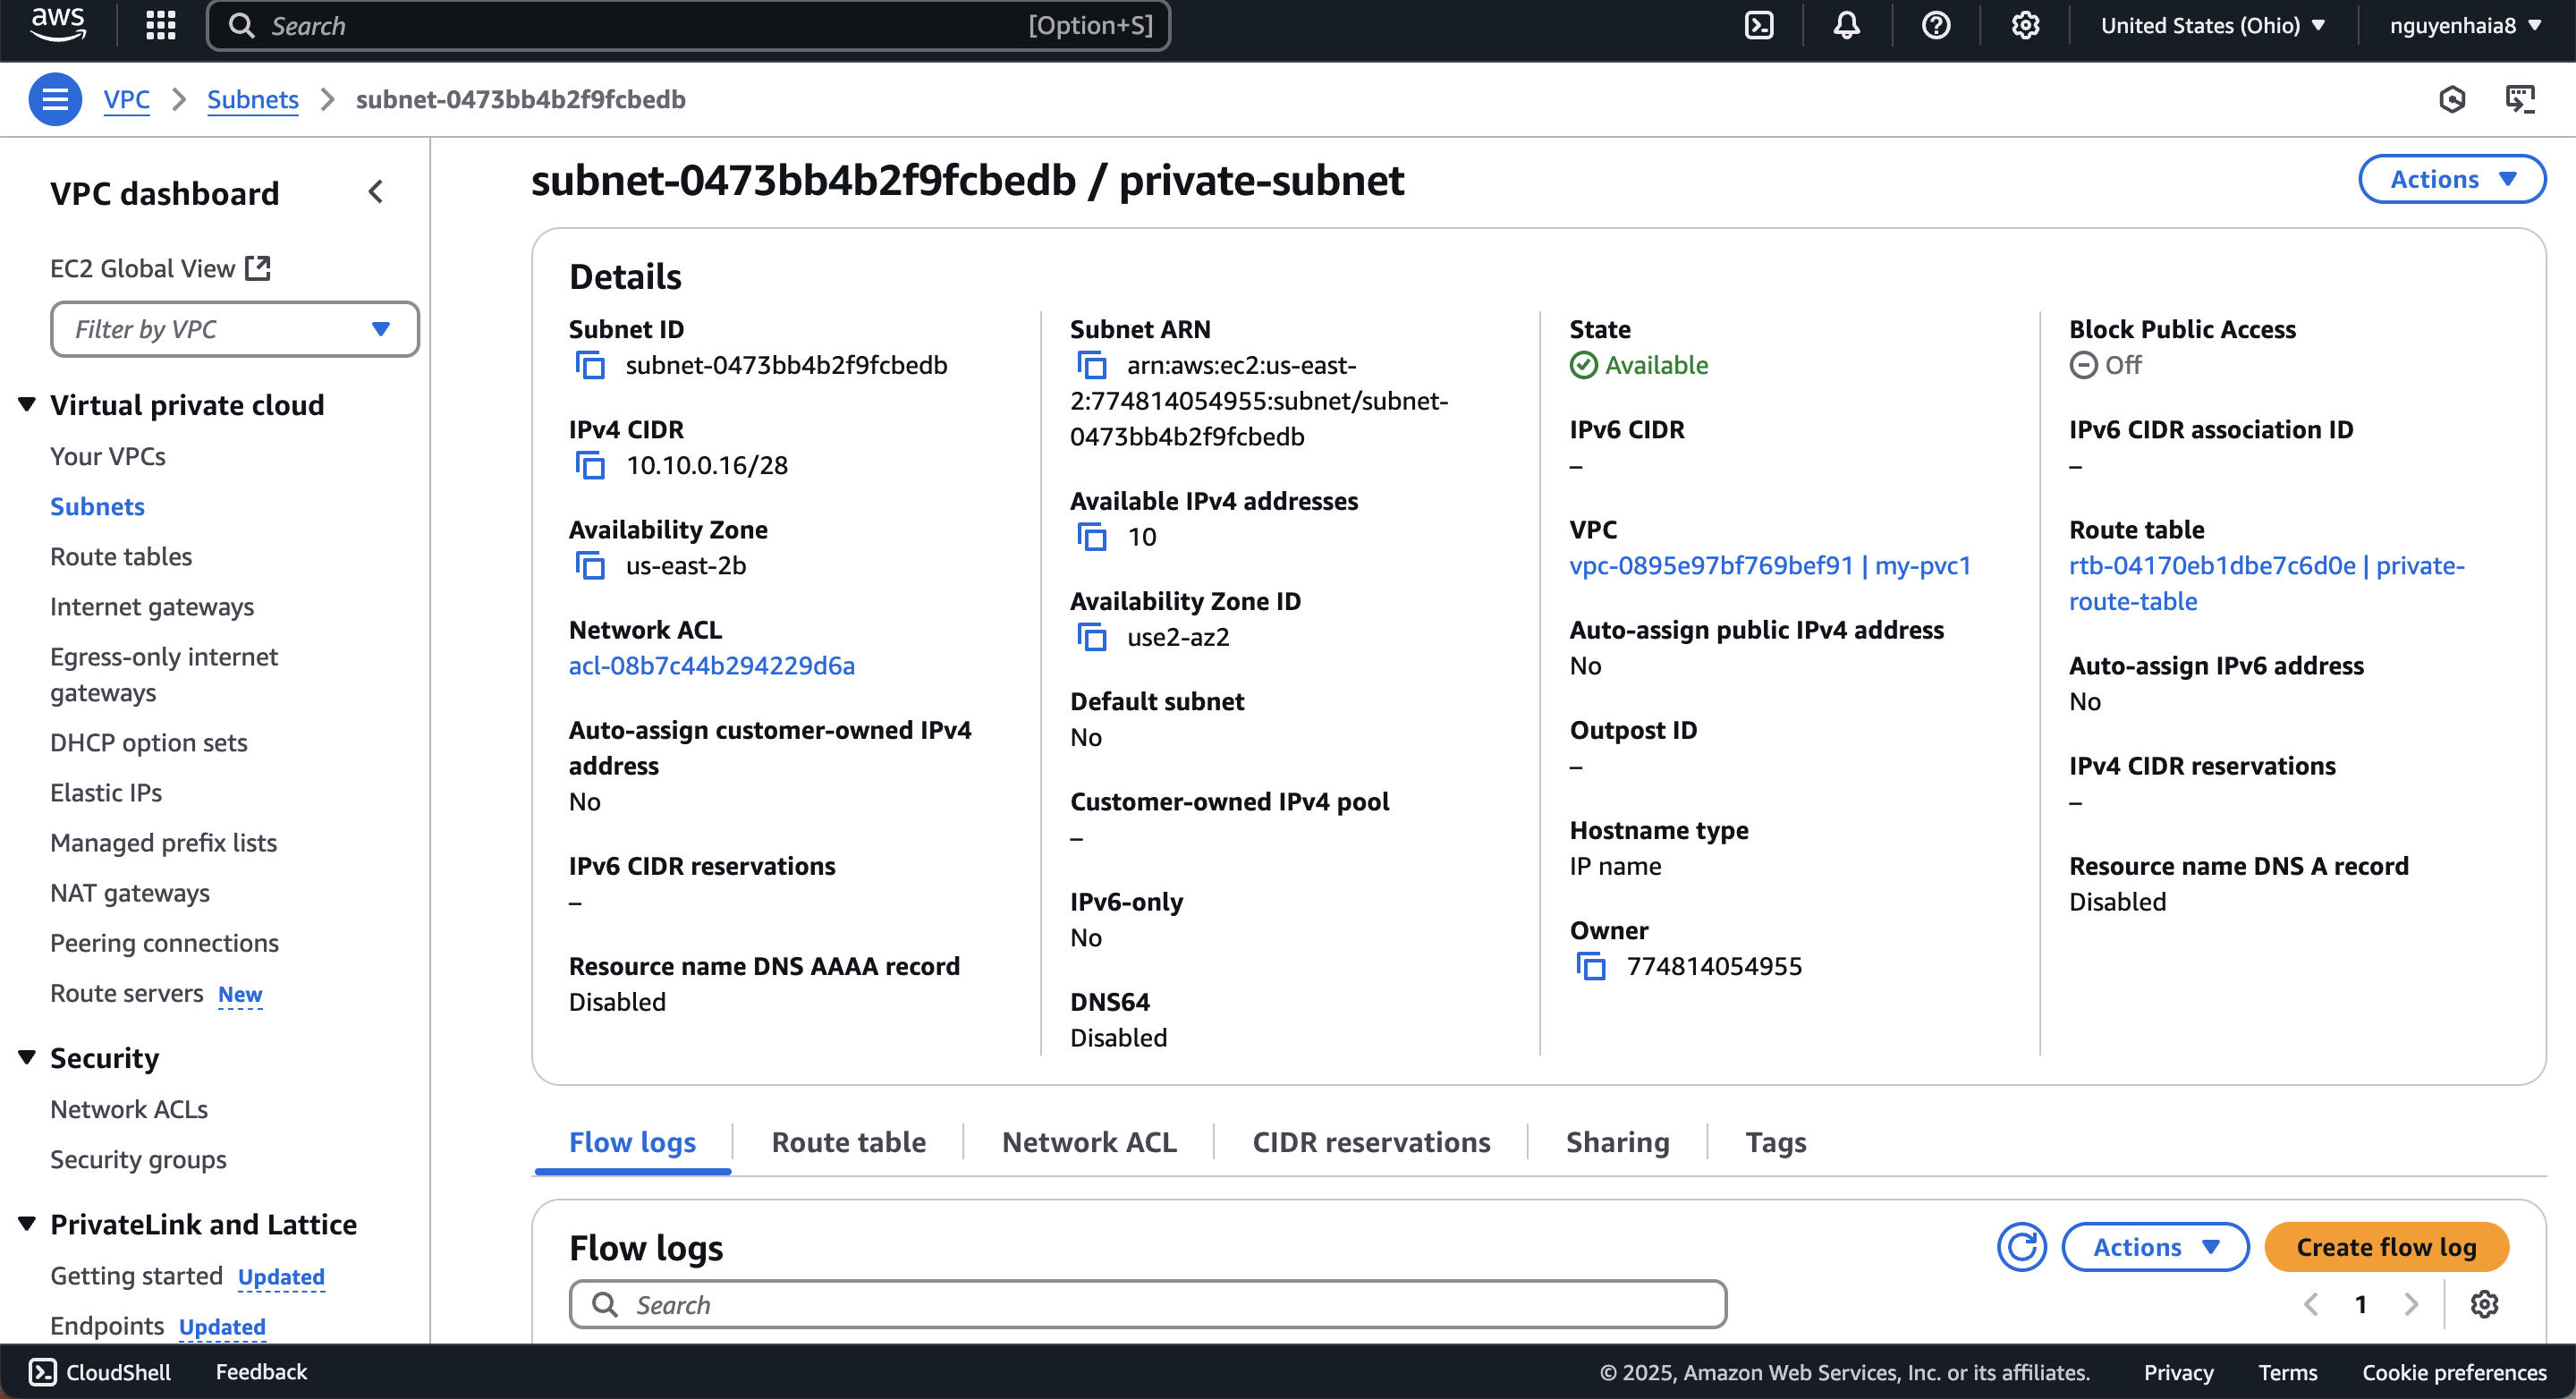 aws
Search
[Option+S]
United States (Ohio)
nguyenhaia8
VPC
Subnets
subnet-0473bb4b2f9fcbedb
VPC dashboard
EC2 Global View
Filter by VPC
Virtual private cloud
Your VPCs
Subnets
Route tables
Internet gateways
Egress-only internet
gateways
DHCP option sets
Elastic IPs
Managed prefix lists
NAT gateways
Peering connections
Route servers New
Security
Network ACLs
Security groups
PrivateLink and Lattice
Getting started Updated
Endpoints Updated
subnet-0473bb4b2f9fcbedb / private-subnet
Actions
Details
Subnet ID
subnet-0473bb4b2f9fcbedb
IPv4 CIDR
10.10.0.16/28
Availability Zone
us-east-2b
Network ACL
acl-08b7c44b294229d6a
Auto-assign customer-owned IPv4
address
No
IPv6 CIDR reservations
–
Resource name DNS AAAA record
Disabled
Subnet ARN
arn:aws:ec2:us-east-
2:774814054955:subnet/subnet-
0473bb4b2f9fcbedb
Available IPv4 addresses
10
Availability Zone ID
use2-az2
Default subnet
No
Customer-owned IPv4 pool
–
IPv6-only
No
DNS64
Disabled
State
Available
IPv6 CIDR
–
VPC
vpc-0895e97bf769bef91 | my-pvc1
Auto-assign public IPv4 address
No
Outpost ID
–
Hostname type
IP name
Owner
774814054955
Block Public Access
Off
IPv6 CIDR association ID
–
Route table
rtb-04170eb1dbe7c6d0e | private-
route-table
Auto-assign IPv6 address
No
IPv4 CIDR reservations
–
Resource name DNS A record
Disabled
Flow logs
Route table
Network ACL
CIDR reservations
Sharing
Tags
Flow logs
Actions
Create flow log
Search
1
CloudShell
Feedback
© 2025, Amazon Web Services, Inc. or its affiliates.
Privacy
Terms
Cookie preferences